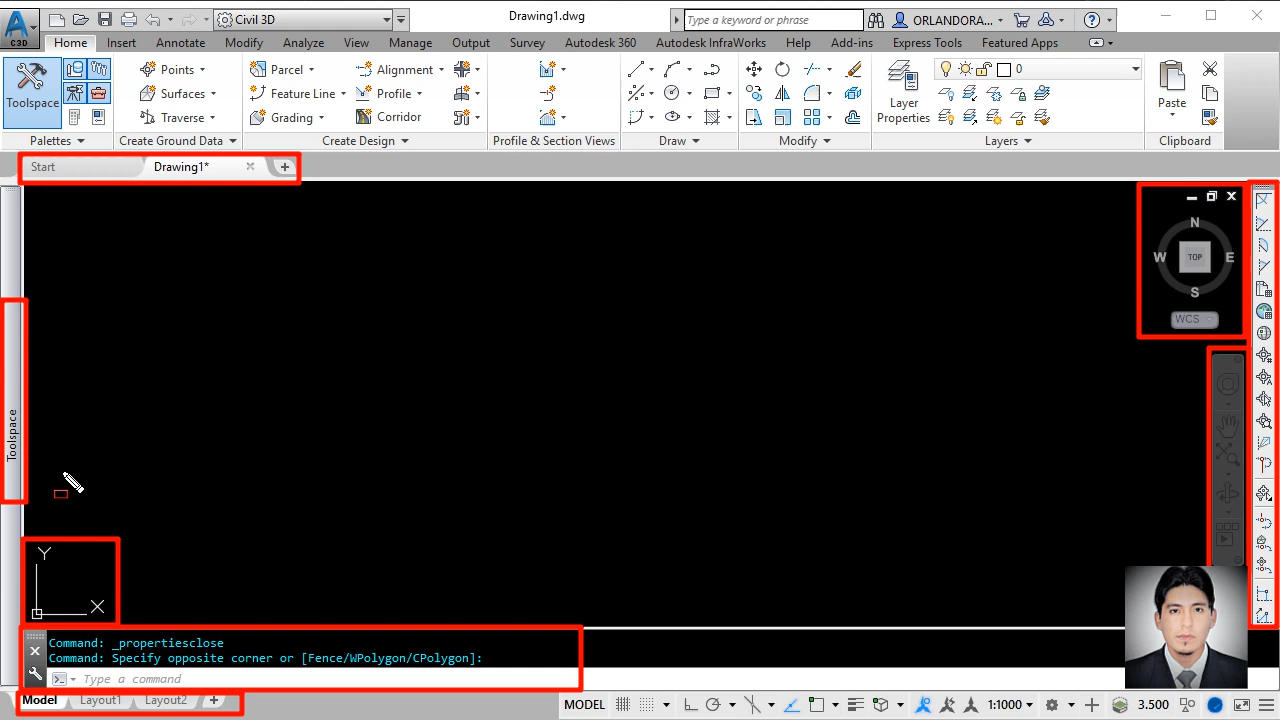 C3D
Civil 3D
Drawing1.dwg
Type a keyword or phrase
ORLANDORA...
Home Insert Annotate Modify Analyze View Manage Output Survey Autodesk 360 Autodesk InfraWorks Help Add-ins Express Tools Featured Apps
Toolspace
Points
Surfaces
Traverse
Parcel
Feature Line
Grading
Alignment
Profile
Corridor
Layer
Properties
0
Paste
Palettes
Create Ground Data
Create Design
Profile & Section Views
Draw
Modify
Layers
Clipboard
Start
Drawing1*
N
W
TOP
E
S
WCS
Toolspace
Y
X
Command: _propertiesclose
Command: Specify opposite corner or [Fence/WPolygon/CPolygon]:
Type a command
Model Layout1 Layout2 +
MODEL
1:1000
3.500